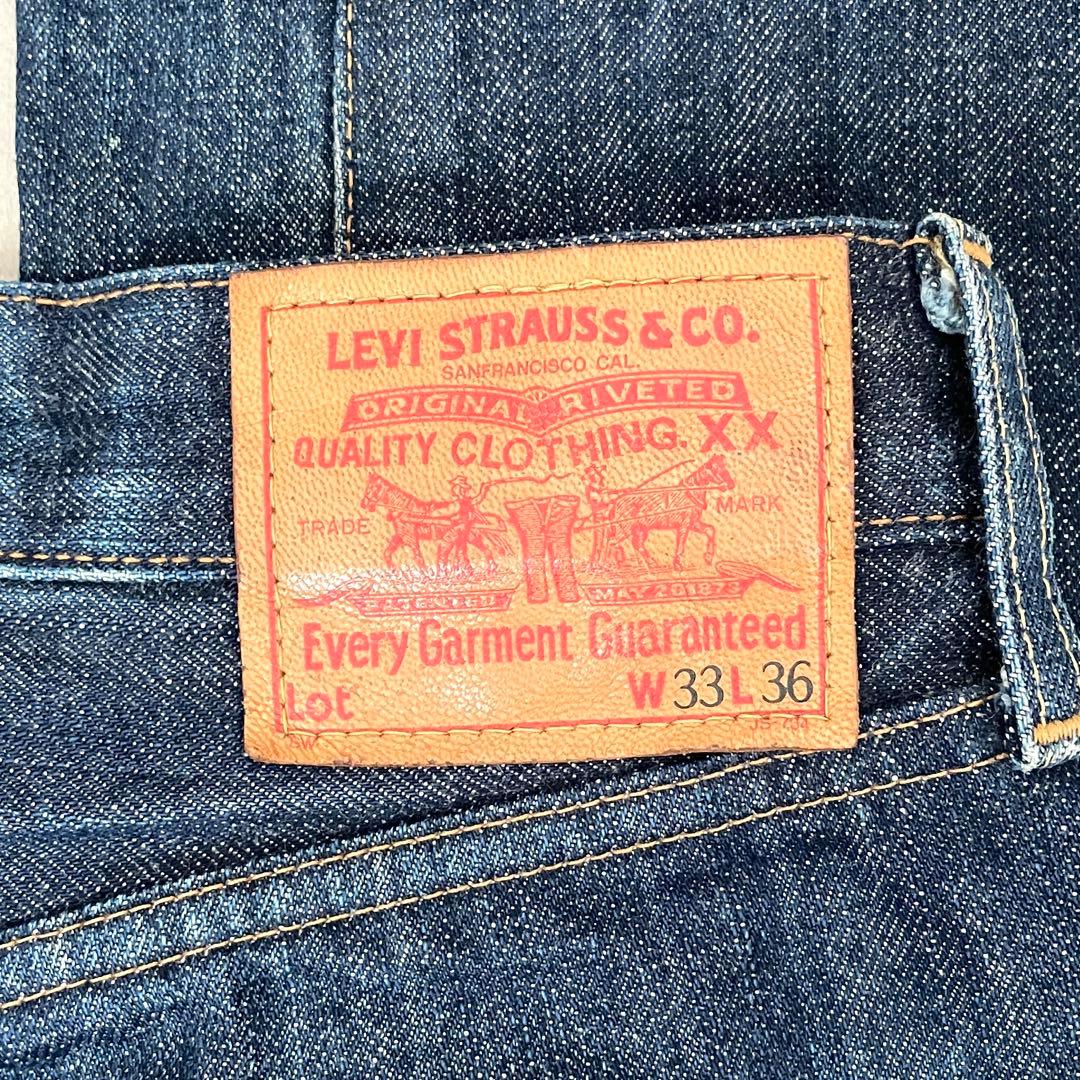 LEVI STRAUSS & CO.
SANFRANCISCO CAL.
ORIGINAL RIVETED
QUALITY CLOTHING. XX
TRADE MARK
PATENTED MAY 20 1873
Every Garment Guaranteed
Lot W 33 L 36
SW